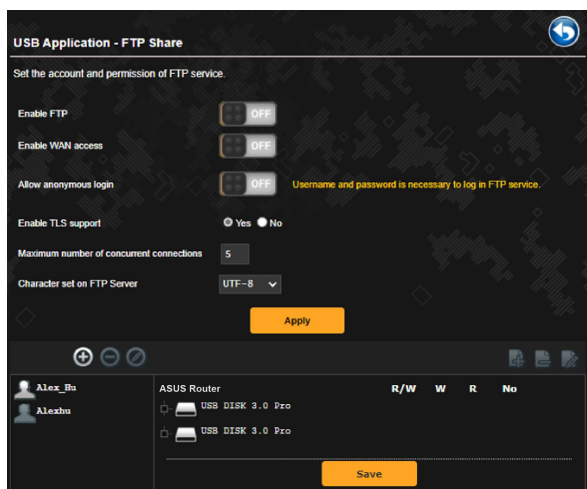 USB Application - FTP Share
Set the account and permission of FTP service.
Enable FTP OFF
Enable WAN access OFF
Allow anonymous login OFF Username and password is necessary to log in FTP service.
Enable TLS support Yes No
Maximum number of concurrent connections 5
Character set on FTP Server UTF-8
Apply
Alex_Hu
Alexhu
ASUS Router R/W W R No
USB DISK 3.0 Pro
USB DISK 3.0 Pro
Save